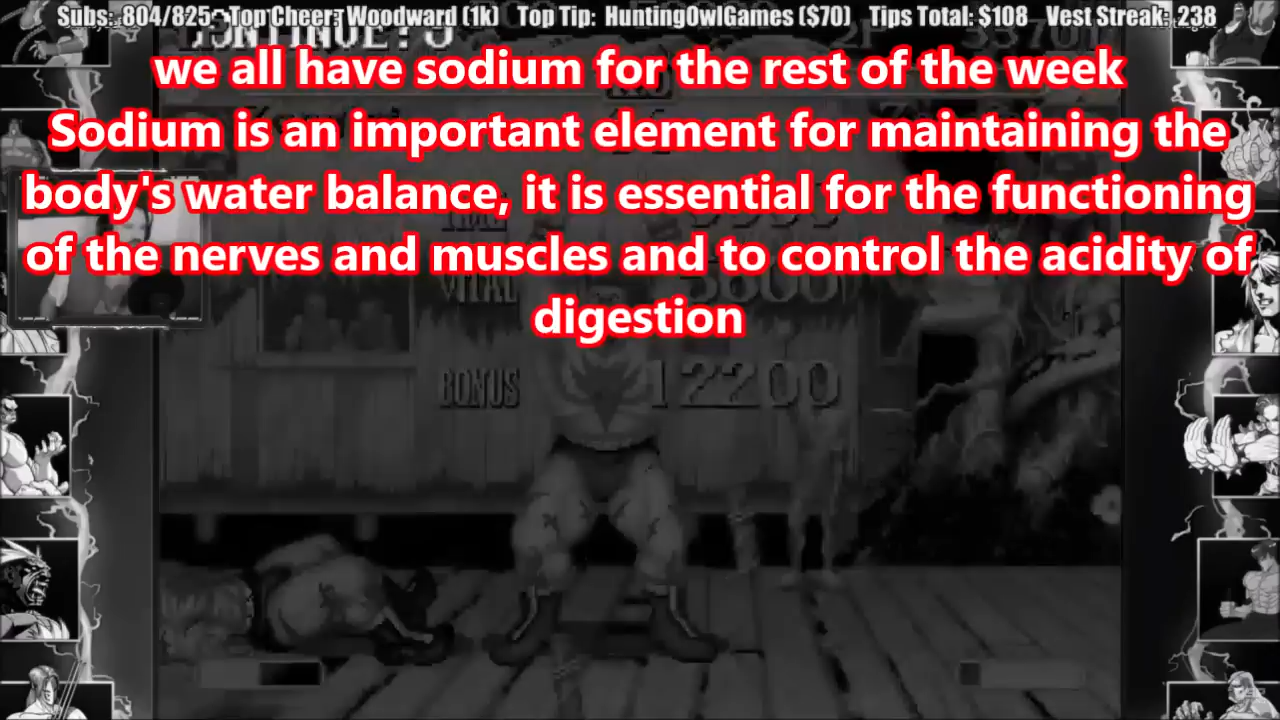 Subs: 804/825 Top Cheer: Woodward (1k) Top Tip: HuntingOwlGames ($70) Tips Total: $108 Vest Streak: 238
CONTINUE? 5
2P
we all have sodium for the rest of the week
Sodium is an important element for maintaining the
body's water balance, it is essential for the functioning
of the nerves and muscles and to control the acidity of
digestion
VITAL
BONUS 12200